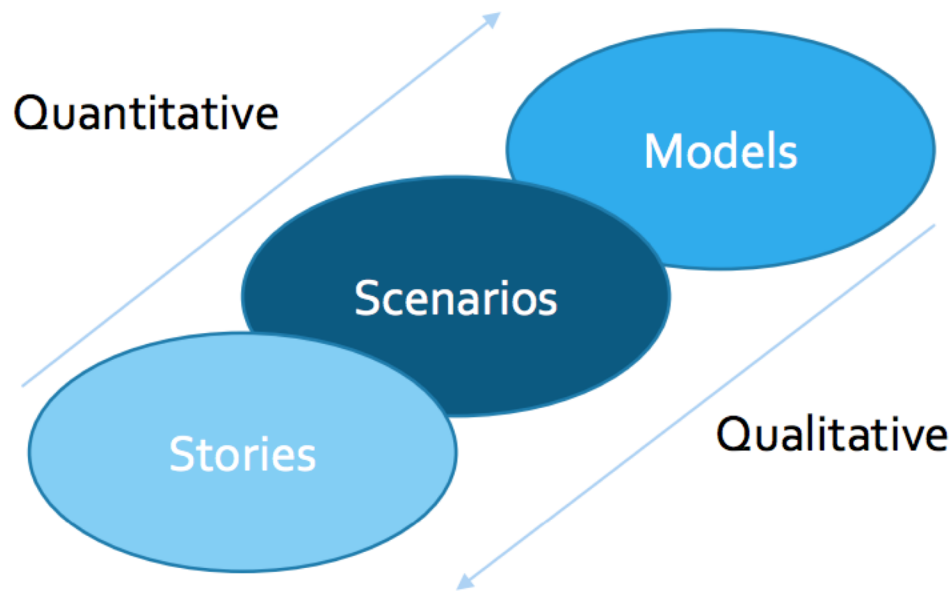 Quantitative
Models
Scenarios
Stories
Qualitative